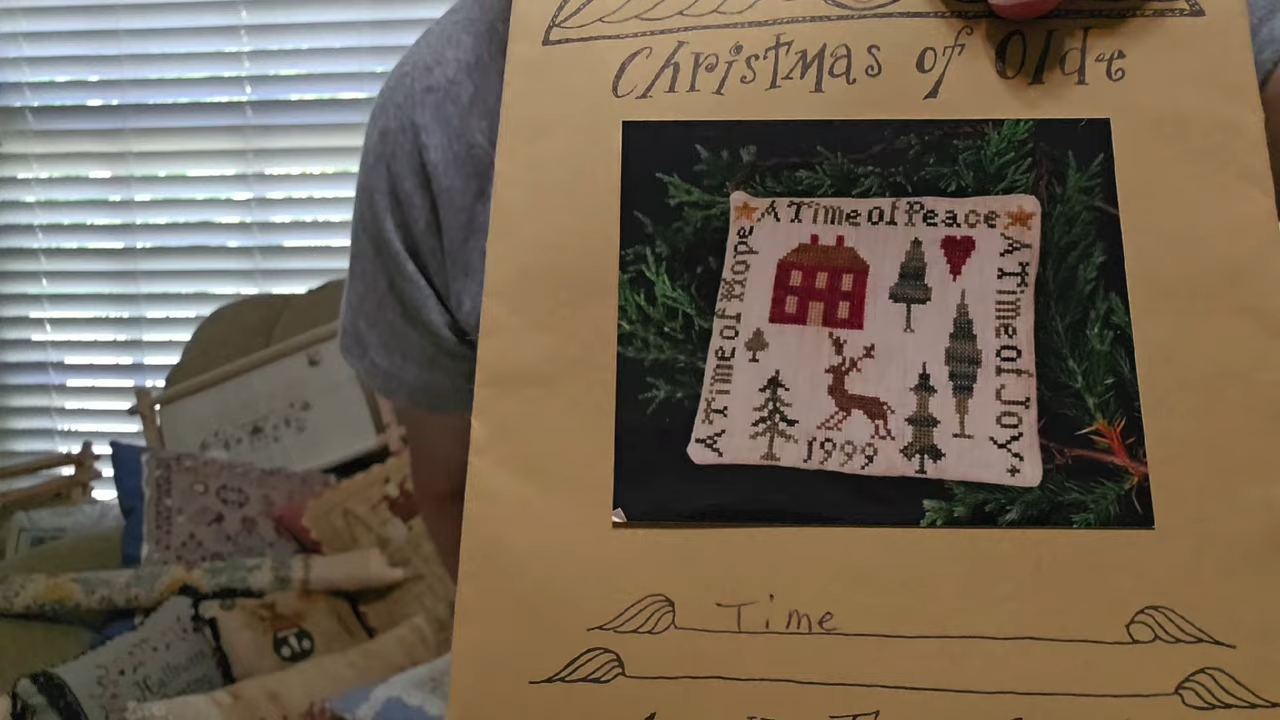 Christmas of Olde
A Time of Peace
A Time of Hope
A Time of Joy
1999
Time